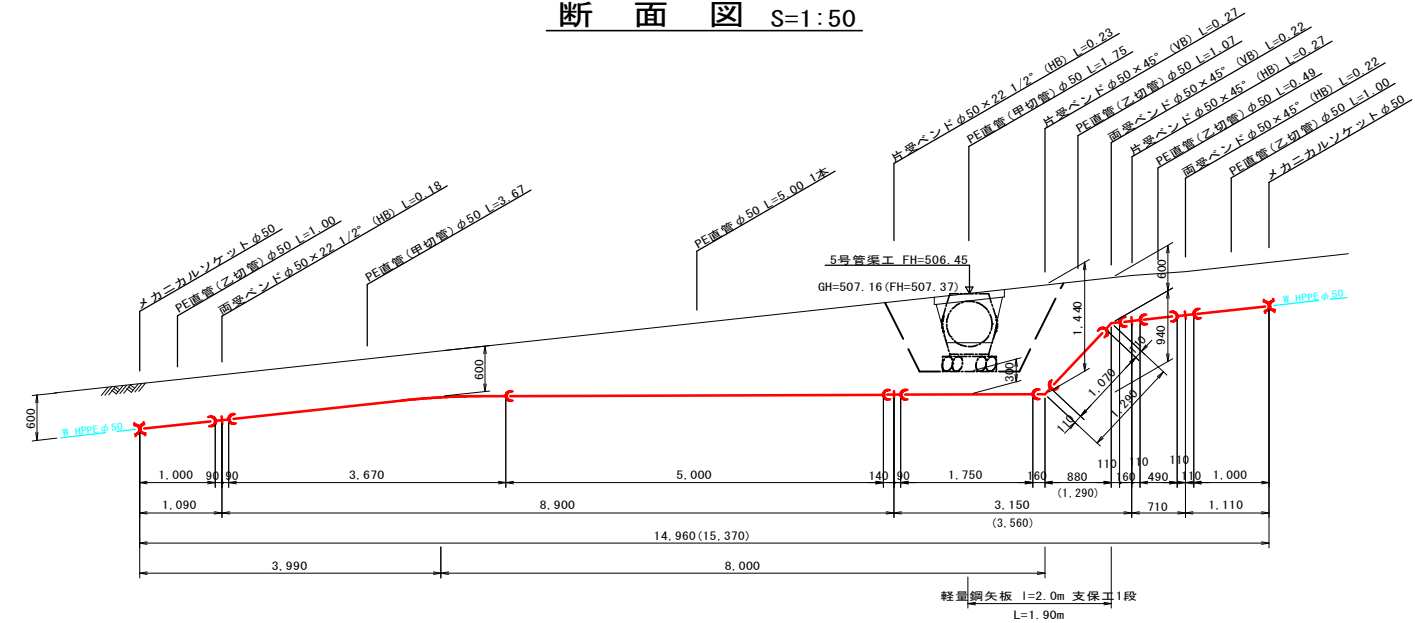 断面図 S=1:50
メカニカルソケットφ50
PE直管(乙切管)φ50 L=1.00
両受ベンドφ50×22 1/2° (HB) L=0.18
PE直管(甲切管)φ50 L=3.67
PE直管φ50 L=5.00 1本
片受ベンドφ50×22 1/2° (HB) L=0.23
PE直管(甲切管)φ50 L=1.75
片受ベンドφ50×45° (VB) L=0.27
PE直管(乙切管)φ50 L=1.07
両受ベンドφ50×45° (VB) L=0.22
片受ベンドφ50×45° (HB) L=0.27
PE直管(乙切管)φ50 L=0.49
両受ベンドφ50×45° (HB) L=0.22
PE直管(乙切管)φ50 L=1.00
メカニカルソケットφ50
5号管渠工 FH=506.45
GH=507.16(FH=507.37)
600
W HPPEφ50
600
300
1,440
600
940
W HPPEφ50
110
1,070
1,290
110
1,000
90
90
3,670
5,000
140
90
1,750
160
880
(1,290)
110
160
110
490
110
110
1,000
1,090
8,900
3,150
(3,560)
710
1,110
14,960(15,370)
3,990
8,000
軽量鋼矢板 l=2.0m 支保工1段
L=1.90m